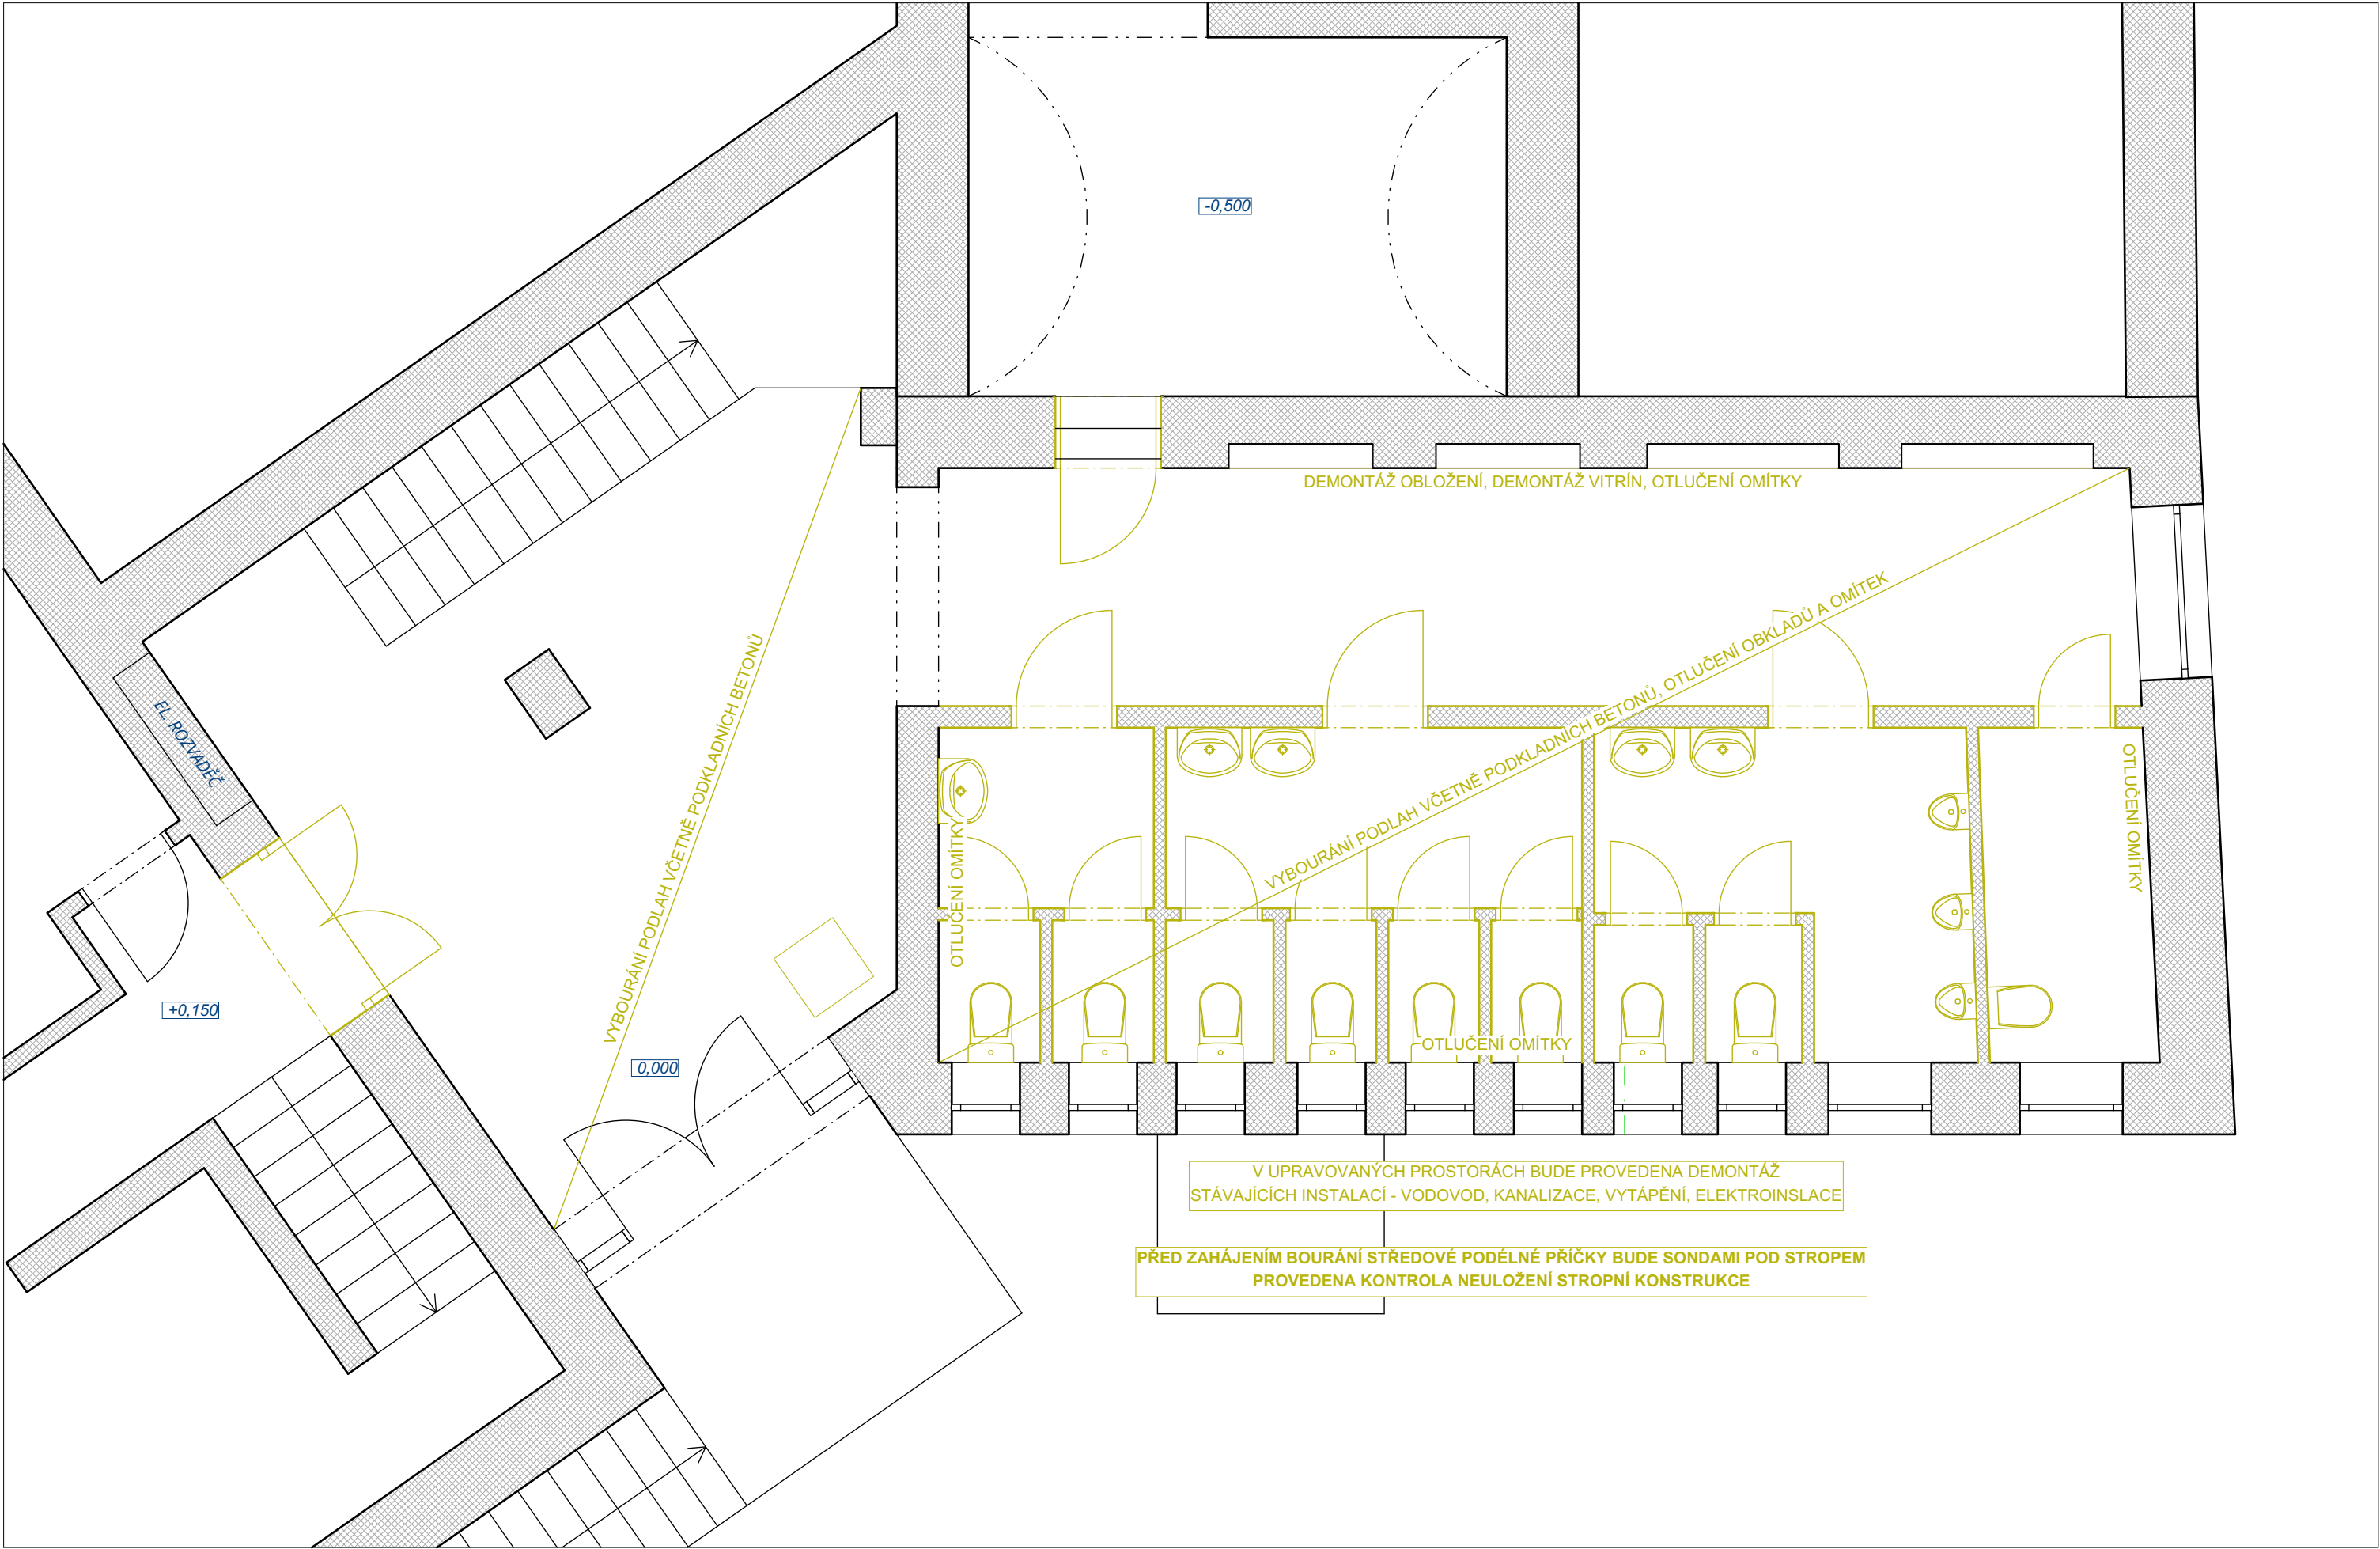 -0,500
DEMONTÁŽ OBLOŽENÍ, DEMONTÁŽ VITRÍN, OTLUČENÍ OMÍTKY
VYBOURÁNÍ PODLAH VČETNĚ PODKLADNÍCH BETONŮ, OTLUČENÍ OBKLADŮ A OMÍTEK
VYBOURÁNÍ PODLAH VČETNĚ PODKLADNÍCH BETONŮ
EL. ROZVADĚČ
OTLUČENÍ OMÍTKY
OTLUČENÍ OMÍTKY
+0,150
0,000
OTLUČENÍ OMÍTKY
V UPRAVOVANÝCH PROSTORÁCH BUDE PROVEDENA DEMONTÁŽ
STÁVAJÍCÍCH INSTALACÍ - VODOVOD, KANALIZACE, VYTÁPĚNÍ, ELEKTROINSLACE
PŘED ZAHÁJENÍM BOURÁNÍ STŘEDOVÉ PODÉLNÉ PŘÍČKY BUDE SONDAMI POD STROPEM
PROVEDENA KONTROLA NEULOŽENÍ STROPNÍ KONSTRUKCE